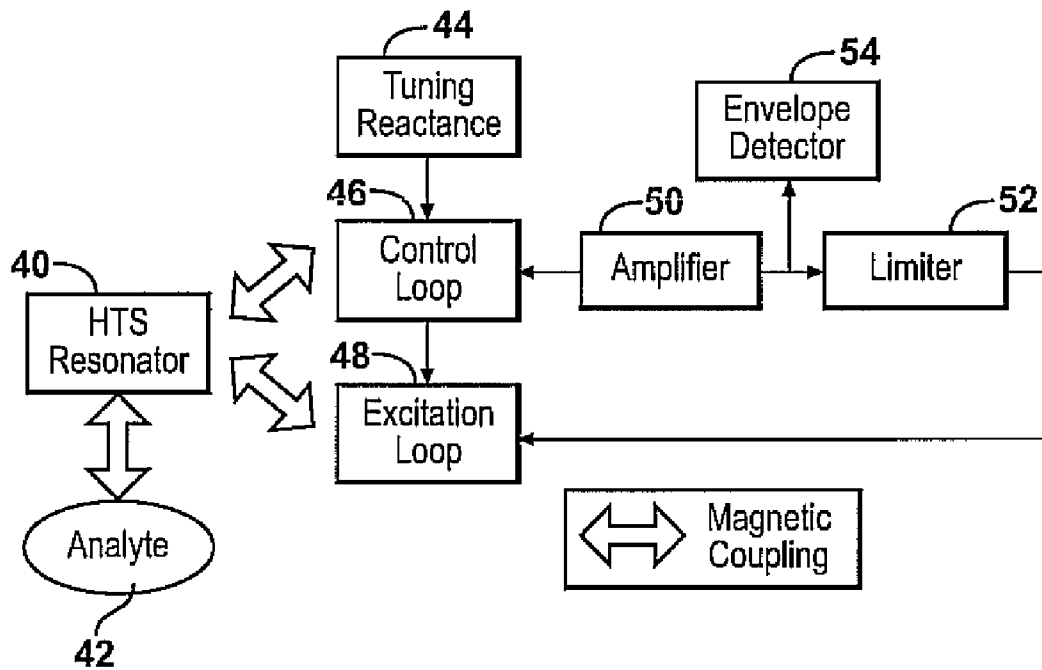 44
Tuning
Reactance
54
Envelope
Detector
46
Control
Loop
50
Amplifier
52
Limiter
40
HTS
Resonator
48
Excitation
Loop
Analyte
42
Magnetic
Coupling